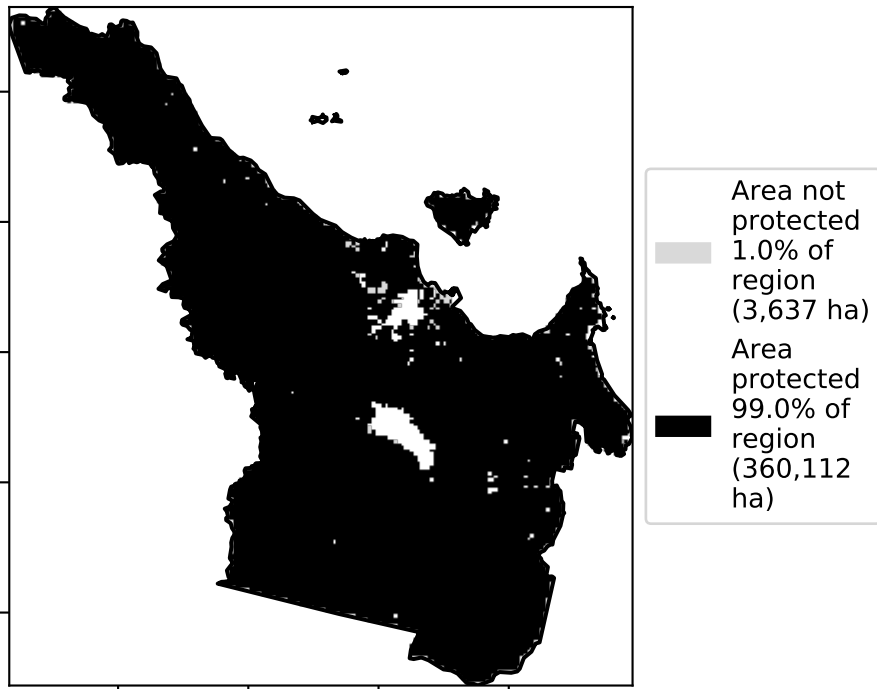 Area not
protected
1.0% of
region
(3,637 ha)
Area
protected
99.0% of
region
(360,112
ha)